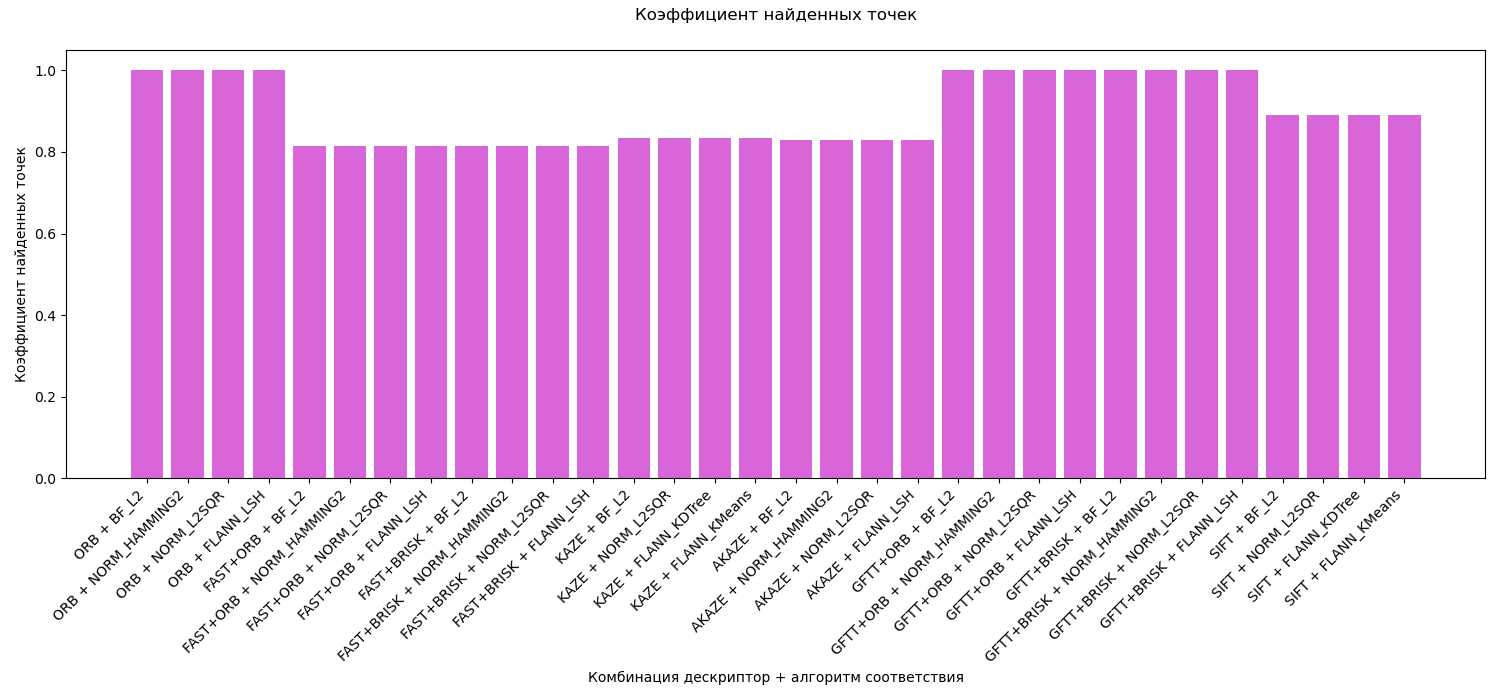 Коэффициент найденных точек
Коэффициент найденных точек
1.0
0.8
0.6
0.4
0.2
0.0
ORB + BF_L2
ORB + NORM_HAMMING2
ORB + NORM_L2SQR
ORB + FLANN_LSH
FAST+ORB + BF_L2
FAST+ORB + NORM_HAMMING2
FAST+ORB + NORM_L2SQR
FAST+ORB + FLANN_LSH
FAST+BRISK + BF_L2
FAST+BRISK + NORM_HAMMING2
FAST+BRISK + NORM_L2SQR
FAST+BRISK + FLANN_LSH
KAZE + BF_L2
KAZE + NORM_L2SQR
KAZE + FLANN_KDTree
KAZE + FLANN_KMeans
AKAZE + BF_L2
AKAZE + NORM_HAMMING2
AKAZE + NORM_L2SQR
AKAZE + FLANN_LSH
GFTT+ORB + BF_L2
GFTT+ORB + NORM_HAMMING2
GFTT+ORB + NORM_L2SQR
GFTT+ORB + FLANN_LSH
GFTT+BRISK + BF_L2
GFTT+BRISK + NORM_HAMMING2
GFTT+BRISK + NORM_L2SQR
GFTT+BRISK + FLANN_LSH
SIFT + BF_L2
SIFT + NORM_L2SQR
SIFT + FLANN_KDTree
SIFT + FLANN_KMeans
Комбинация дескриптор + алгоритм соответствия